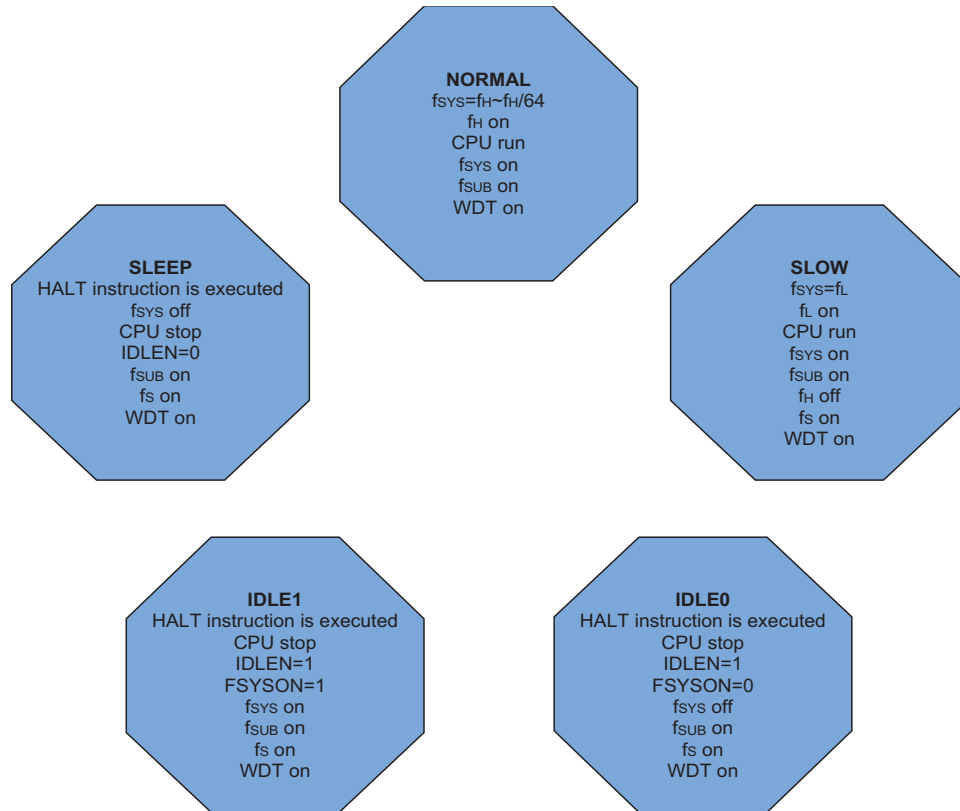 NORMAL
fSYS=fH~fH/64
fH on
CPU run
fSYS on
fSUB on
WDT on
SLEEP
HALT instruction is executed
fSYS off
CPU stop
IDLEN=0
fSUB on
fS on
WDT on
SLOW
fSYS=fL
fL on
CPU run
fSYS on
fSUB on
fH off
fS on
WDT on
IDLE1
HALT instruction is executed
CPU stop
IDLEN=1
FSYSON=1
fSYS on
fSUB on
fS on
WDT on
IDLE0
HALT instruction is executed
CPU stop
IDLEN=1
FSYSON=0
fSYS off
fSUB on
fS on
WDT on